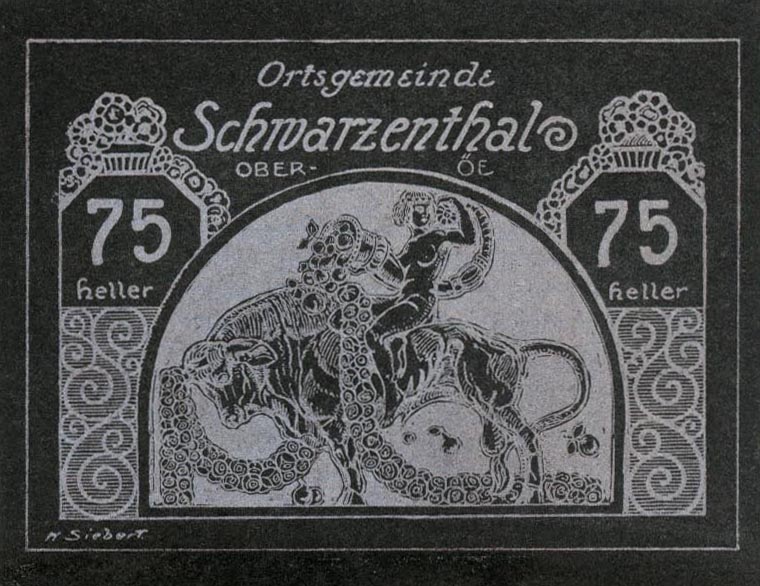 Ortsgemeinde
Schwarzenthal
OBER- ÖE
75 75
heller heller
Siebert.